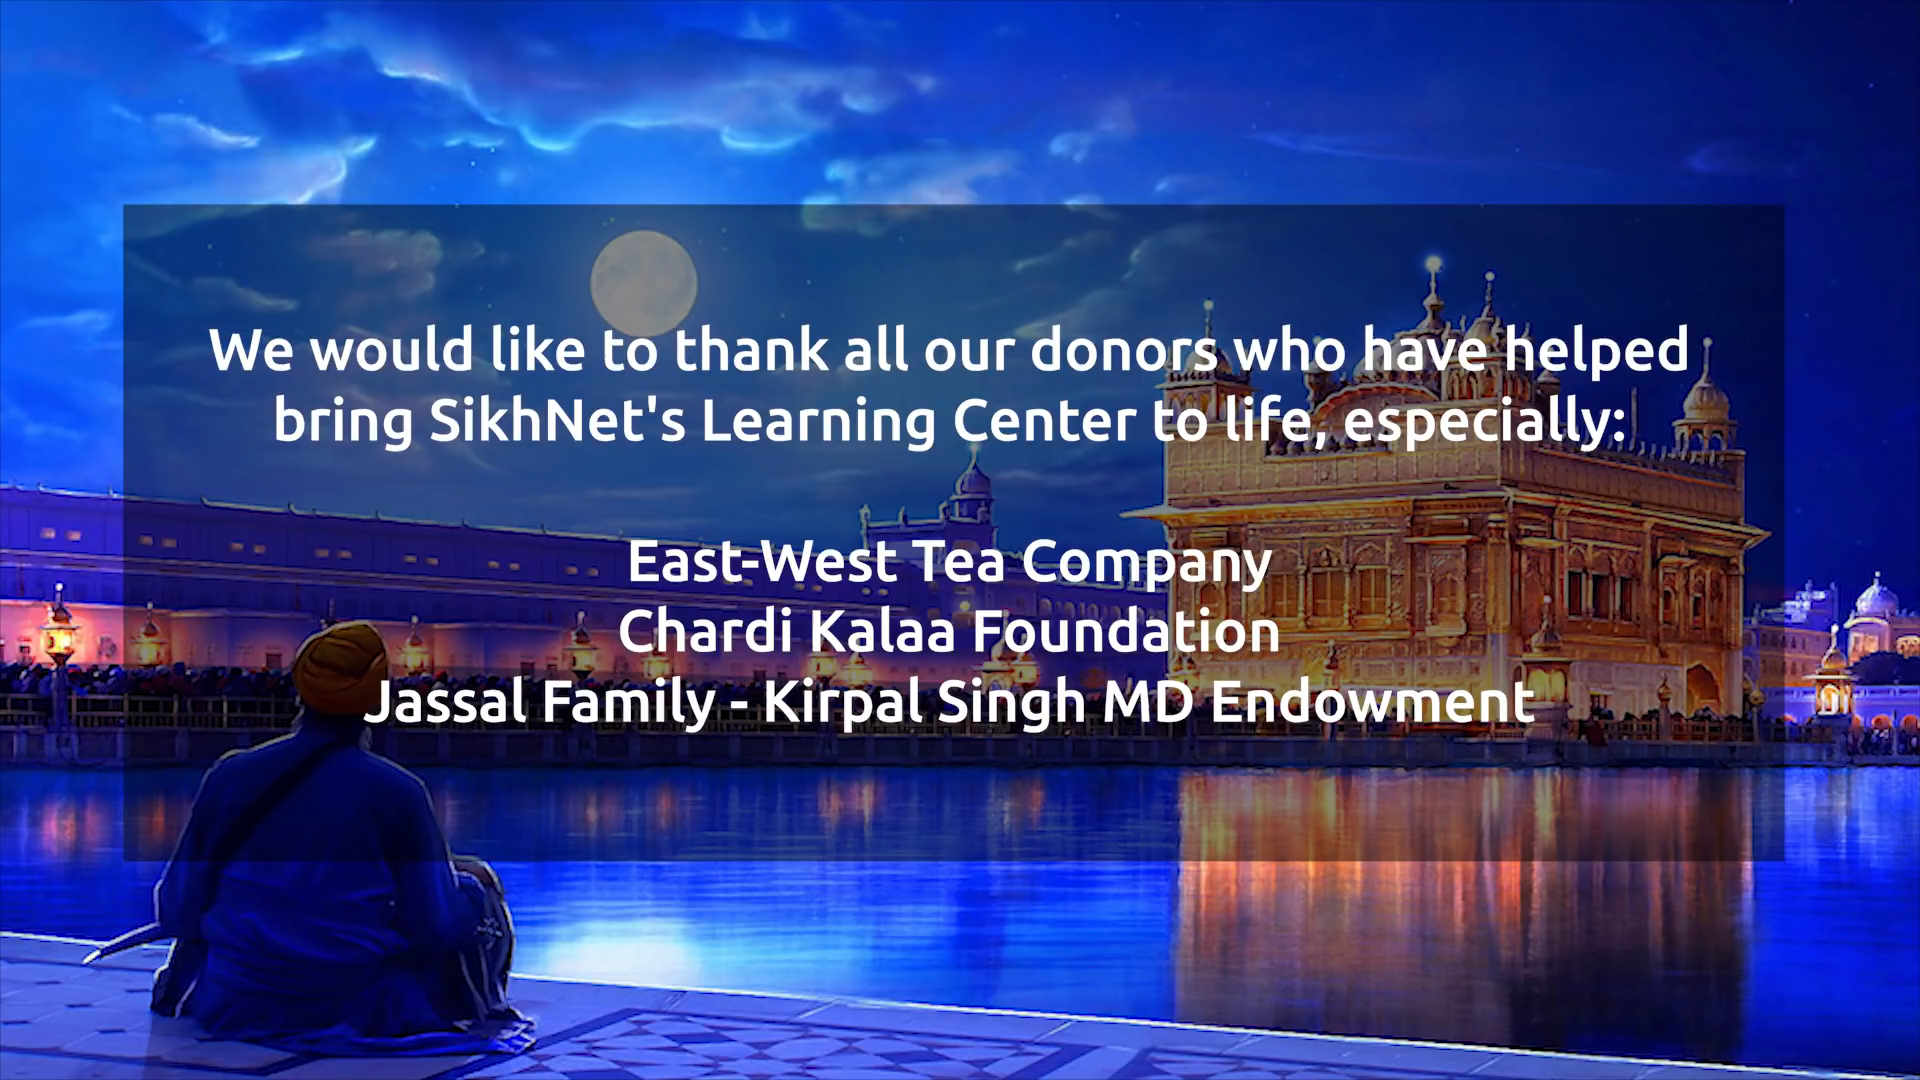 We would like to thank all our donors who have helped
bring SikhNet's Learning Center to life, especially:
East-West Tea Company
Chardi Kalaa Foundation
Jassal Family - Kirpal Singh MD Endowment